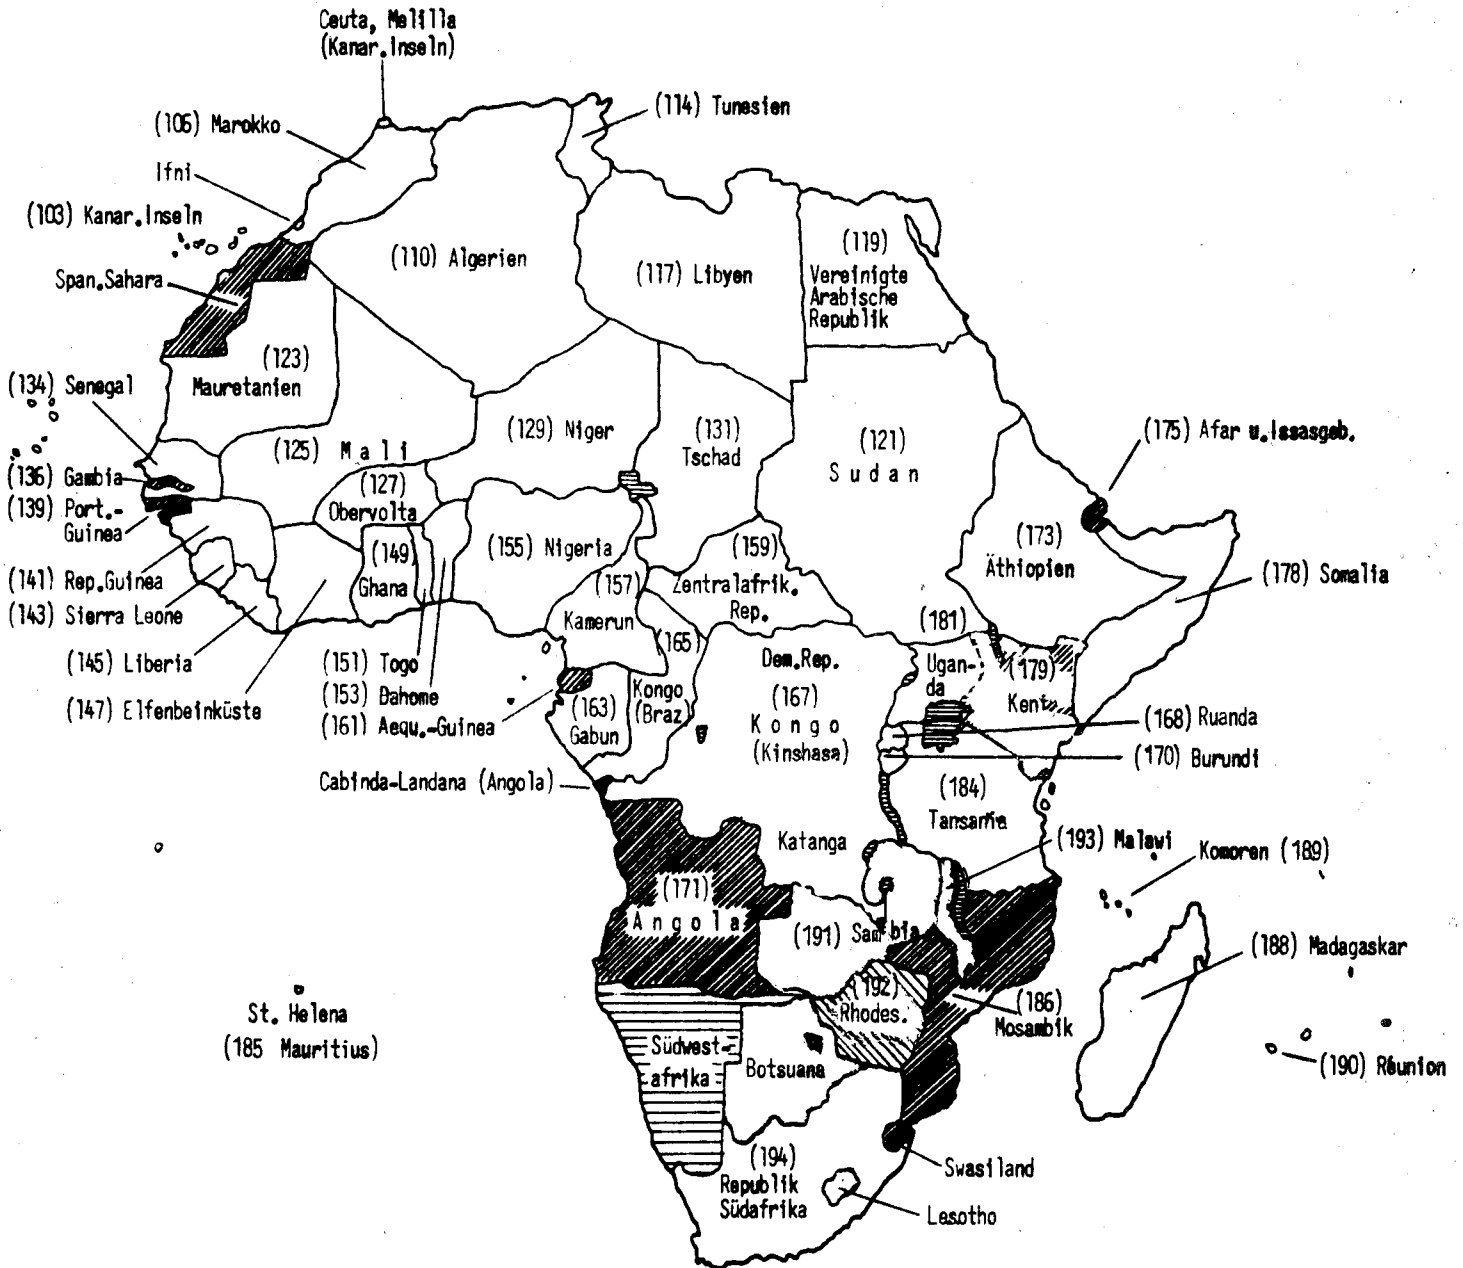 Ceuta, Melilla
(Kanar.Inseln)
(114) Tunesien
(106) Marokko
Ifni
(103) Kanar.Inseln
(110) Algerien
(117) Libyen
(119)
Vereinigte
Arabische
Republik
Span.Sahara
(123)
Mauretanien
(134) Senegal
(125) Mali
(129) Niger
(131)
Tschad
(121)
Sudan
(175) Afar u.Issasgeb.
(136) Gambia
(127)
Obervolta
(139) Port.-
Guinea
(149)
Ghana
(155) Nigeria
(159)
Zentralafrik.
Rep.
(173)
Äthiopien
(178) Somalia
(141) Rep.Guinea
(143) Sierra Leone
(157)
Kamerun
(181)
Ugan-
da
(165)
Kongo
(Braz)
(145) Liberia
(147) Elfenbeinküste
(151) Togo
(153) Dahome
(161) Aequ.-Guinea
(163)
Gabun
Dem.Rep.
(167)
Kongo
(Kinshasa)
(179)
Kent
(168) Ruanda
(170) Burundi
Cabinda-Landana (Angola)
(184)
Tansania
Katanga
(193) Malawi
Komoren (189)
(171)
Angola
(191) Sambia
(188) Madagaskar
(192)
Rhodes.
(186)
Mosambik
St. Helena
(185 Mauritius)
Südwest-
afrika
Botsuana
(190) Réunion
(194)
Republik
Südafrika
Swasiland
Lesotho